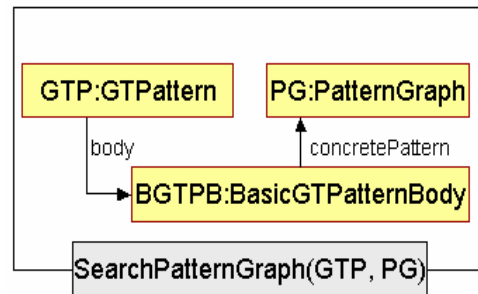 GTP:GTPattern
PG:PatternGraph
body
concretePattern
BGTPB:BasicGTPatternBody
SearchPatternGraph(GTP, PG)